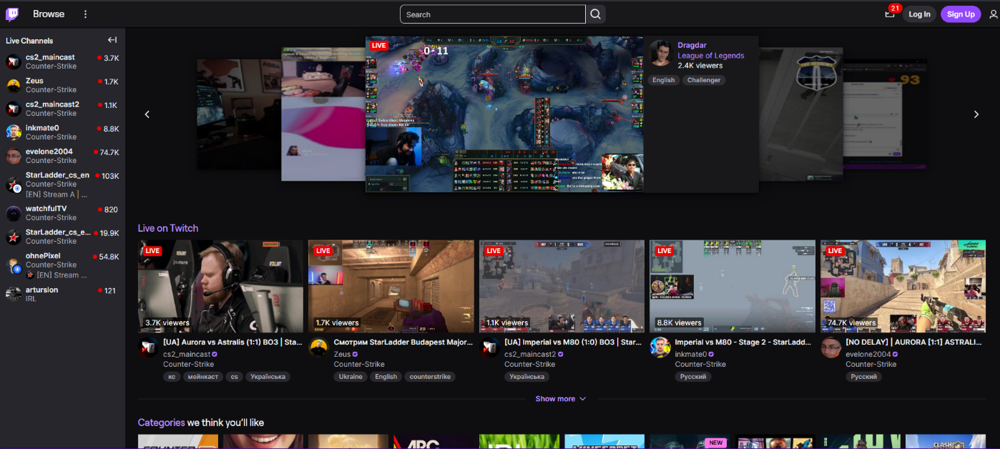 Browse
Search
21
Log In
Sign Up
Live Channels
cs2_maincast
3.7K
Counter-Strike
Zeus
1.7K
Counter-Strike
cs2_maincast2
1.1K
Counter-Strike
inkmate0
8.8K
Counter-Strike
evelone2004
74.7K
Counter-Strike
StarLadder_cs_en
103K
Counter-Strike
[EN] Stream A | ...
watchfulTV
820
Counter-Strike
StarLadder_cs_e...
19.9K
Counter-Strike
ohnePixel
54.8K
Counter-Strike
[EN] Stream ...
arturslon
121
IRL
LIVE
0 - 11
Dragdar
League of Legends
2.4K viewers
English
Challenger
93
Live on Twitch
LIVE
3.7K viewers
[UA] Aurora vs Astralis (1:1) BO3 | Sta...
cs2_maincast
Counter-Strike
кс
мейнкаст
cs
Українська
LIVE
1.7K viewers
Смотрим StarLadder Budapest Major...
Zeus
Counter-Strike
Ukraine
English
counterstrike
LIVE
1.1K viewers
[UA] Imperial vs M80 (1:0) BO3 | Star...
cs2_maincast2
Counter-Strike
Українська
LIVE
8.8K viewers
Imperial vs M80 - Stage 2 - StarLadd...
inkmate0
Counter-Strike
Русский
LIVE
74.7K viewers
[NO DELAY] | AURORA [1:1] ASTRALI...
evelone2004
Counter-Strike
Русский
Show more
Categories we think you'll like
NEW